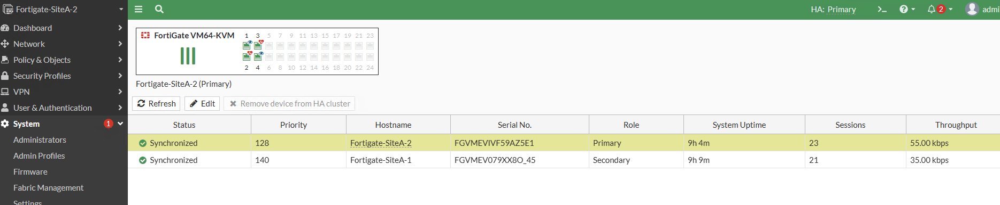 Fortigate-SiteA-2
HA: Primary
>_
?
2
admi
Dashboard
Network
Policy & Objects
Security Profiles
VPN
User & Authentication
System 1
Administrators
Admin Profiles
Firmware
Fabric Management
Settings
FortiGate VM64-KVM
1 3 5 7 9 11 13 15 17 19 21 23
2 4 6 8 10 12 14 16 18 20 22 24
Fortigate-SiteA-2 (Primary)
Refresh Edit Remove device from HA cluster
Status Priority Hostname Serial No. Role System Uptime Sessions Throughput
Synchronized 128 Fortigate-SiteA-2 FGVMEVIVF59AZ5E1 Primary 9h 4m 23 55.00 kbps
Synchronized 140 Fortigate-SiteA-1 FGVMEV079XX8O_45 Secondary 9h 9m 21 35.00 kbps